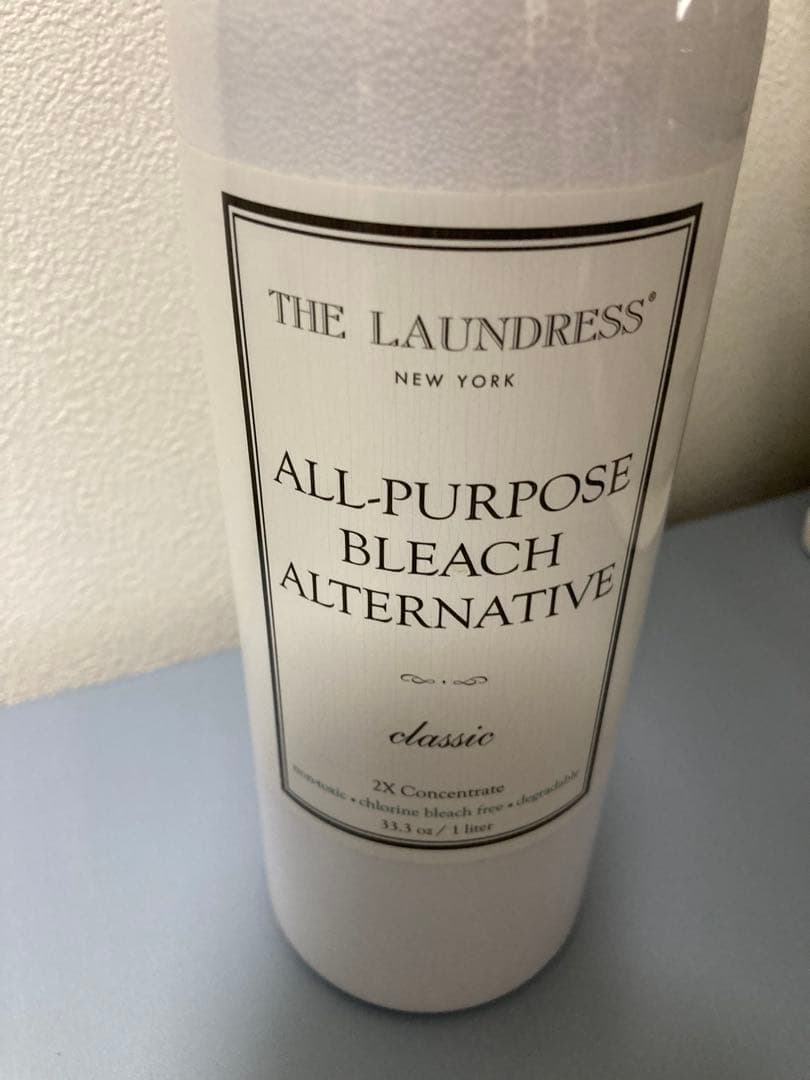 THE LAUNDRESS®
NEW YORK
ALL-PURPOSE
BLEACH
ALTERNATIVE
classic
2X Concentrate
non-toxic • chlorine bleach free • degradable
33.3 oz / 1 liter